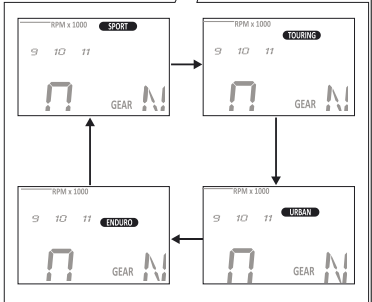 RPM x 1000 SPORT
9 10 11
GEAR N
RPM x 1000
TOURING
9 10 11
GEAR N
RPM x 1000
9 10 11 ENDURO
GEAR N
RPM x 1000
9 10 11 URBAN
GEAR N